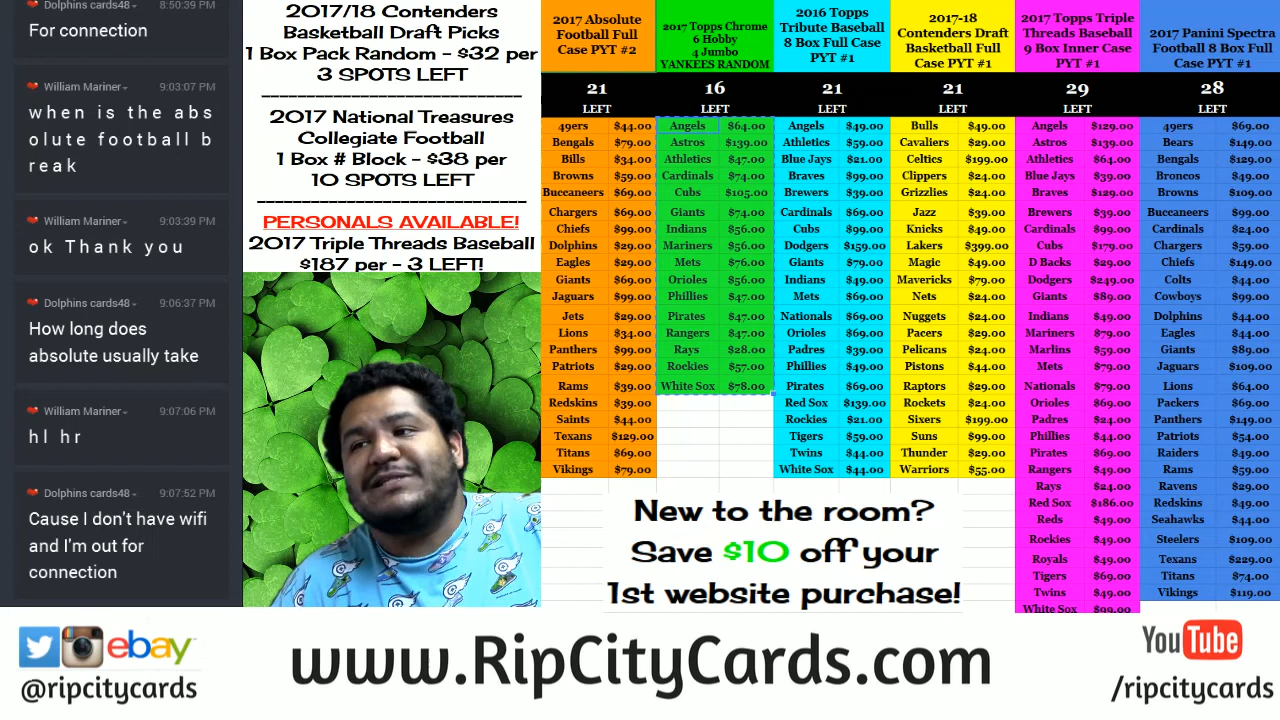 Dolphins cards48 8:50:39 PM
For connection
William Mariner 9:03:07 PM
when is the abs
olute football b
reak
William Mariner 9:03:39 PM
ok Thank you
Dolphins cards48 9:06:37 PM
How long does
absolute usually take
William Mariner 9:07:06 PM
hl hr
Dolphins cards48 9:07:52 PM
Cause I don't have wifi
and I'm out for
connection
2017/18 Contenders
Basketball Draft Picks
1 Box Pack Random - $32 per
3 SPOTS LEFT
2017 National Treasures
Collegiate Football
1 Box # Block - $38 per
10 SPOTS LEFT
PERSONALS AVAILABLE!
2017 Triple Threads Baseball
$187 per - 3 LEFT!
2017 Absolute
Football Full
Case PYT #2
21
LEFT
49ers $44.00
Bengals $79.00
Bills $34.00
Browns $59.00
Buccaneers $69.00
Chargers $69.00
Chiefs $99.00
Dolphins $29.00
Eagles $29.00
Giants $69.00
Jaguars $99.00
Jets $29.00
Lions $34.00
Panthers $99.00
Patriots $29.00
Rams $39.00
Redskins $39.00
Saints $44.00
Texans $129.00
Titans $69.00
Vikings $79.00
2017 Topps Chrome
6 Hobby
4 Jumbo
YANKEES RANDOM
16
LEFT
Angels $64.00
Astros $139.00
Athletics $47.00
Cardinals $74.00
Cubs $105.00
Giants $74.00
Indians $56.00
Mariners $56.00
Mets $76.00
Orioles $56.00
Phillies $47.00
Pirates $47.00
Rangers $47.00
Rays $28.00
Rockies $57.00
White Sox $78.00
2016 Topps
Tribute Baseball
8 Box Full Case
PYT #1
21
LEFT
Angels $49.00
Athletics $59.00
Blue Jays $21.00
Braves $99.00
Brewers $39.00
Cardinals $69.00
Cubs $99.00
Dodgers $159.00
Giants $79.00
Indians $49.00
Mets $69.00
Nationals $69.00
Orioles $69.00
Padres $39.00
Phillies $49.00
Pirates $69.00
Red Sox $139.00
Rockies $21.00
Tigers $59.00
Twins $44.00
White Sox $44.00
2017-18
Contenders Draft
Basketball Full
Case PYT #1
21
LEFT
Bulls $49.00
Cavaliers $29.00
Celtics $199.00
Clippers $24.00
Grizzlies $24.00
Jazz $39.00
Knicks $49.00
Lakers $399.00
Magic $49.00
Mavericks $79.00
Nets $24.00
Nuggets $24.00
Pacers $29.00
Pelicans $24.00
Pistons $44.00
Raptors $29.00
Rockets $24.00
Sixers $199.00
Suns $99.00
Thunder $29.00
Warriors $55.00
2017 Topps Triple
Threads Baseball
9 Box Inner Case
PYT #1
29
LEFT
Angels $129.00
Astros $139.00
Athletics $64.00
Blue Jays $39.00
Braves $129.00
Brewers $39.00
Cardinals $99.00
Cubs $179.00
D Backs $29.00
Dodgers $249.00
Giants $89.00
Indians $49.00
Mariners $79.00
Marlins $59.00
Mets $79.00
Nationals $79.00
Orioles $69.00
Padres $24.00
Phillies $44.00
Pirates $69.00
Rangers $49.00
Rays $24.00
Red Sox $186.00
Reds $49.00
Rockies $49.00
Royals $49.00
Tigers $69.00
Twins $49.00
White Sox $99.00
2017 Panini Spectra
Football 8 Box Full
Case PYT #1
28
LEFT
49ers $69.00
Bears $149.00
Bengals $129.00
Broncos $49.00
Browns $109.00
Buccaneers $99.00
Cardinals $24.00
Chargers $59.00
Chiefs $149.00
Colts $44.00
Cowboys $99.00
Dolphins $44.00
Eagles $44.00
Giants $89.00
Jaguars $109.00
Lions $64.00
Packers $69.00
Panthers $149.00
Patriots $54.00
Raiders $49.00
Rams $59.00
Ravens $29.00
Redskins $49.00
Seahawks $44.00
Steelers $109.00
Texans $229.00
Titans $74.00
Vikings $119.00
New to the room?
Save $10 off your
1st website purchase!
ebay
@ripcitycards
www.RipCityCards.com
YouTube
/ripcitycards